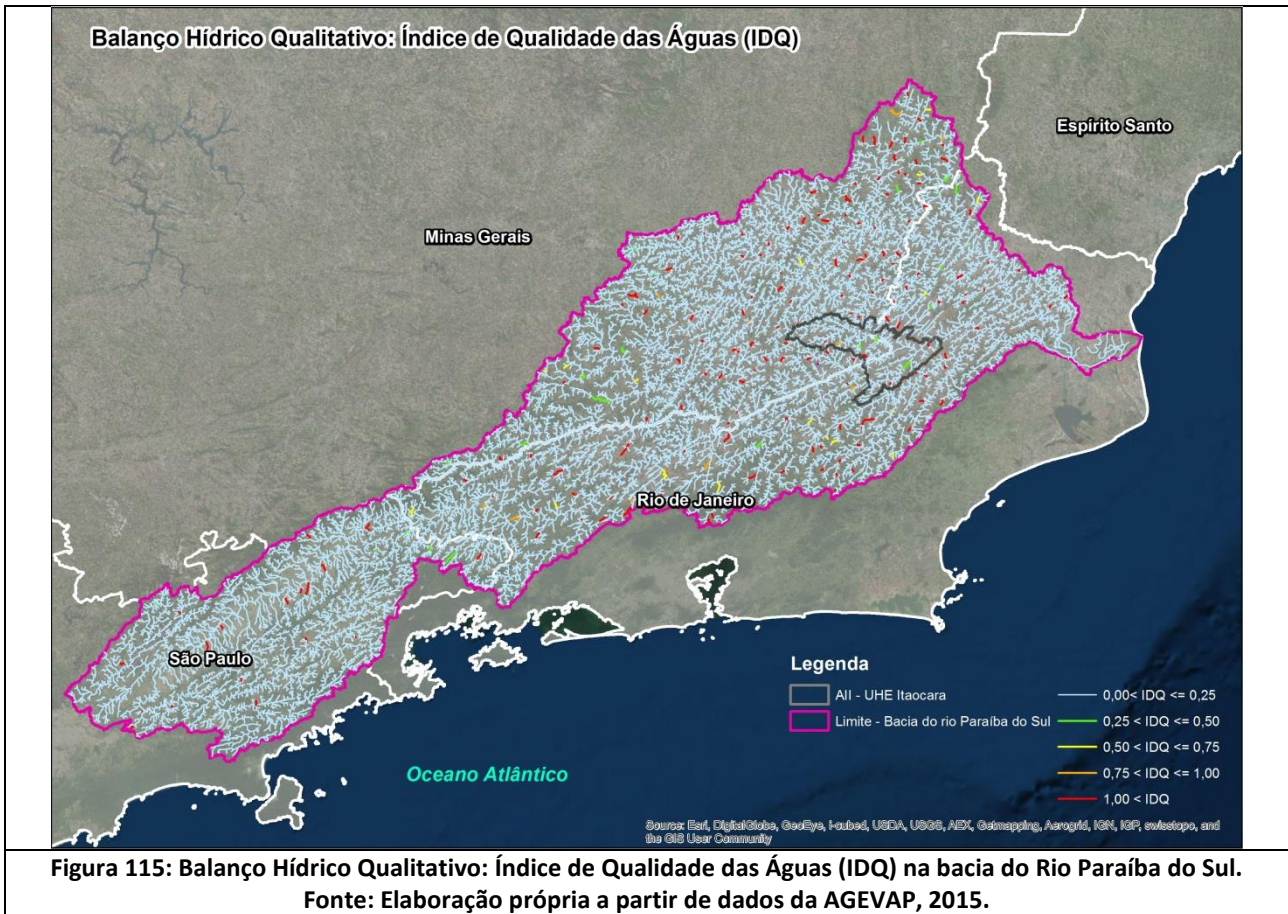 Balanço Hídrico Qualitativo: Índice de Qualidade das Águas (IDQ)
Espírito Santo
Minas Gerais
Rio de Janeiro
São Paulo
Oceano Atlântico
Legenda
AII - UHE Itaocara
Limite - Bacia do rio Paraíba do Sul
0,00< IDQ <= 0,25
0,25 < IDQ <= 0,50
0,50 < IDQ <= 0,75
0,75 < IDQ <= 1,00
1,00 < IDQ
Source: Esri, DigitalGlobe, GeoEye, i-cubed, USDA, USGS, AEX, Getmapping, Aerogrid, IGN, IGP, swisstopo, and
the GIS User Community
Figura 115: Balanço Hídrico Qualitativo: Índice de Qualidade das Águas (IDQ) na bacia do Rio Paraíba do Sul.
Fonte: Elaboração própria a partir de dados da AGEVAP, 2015.